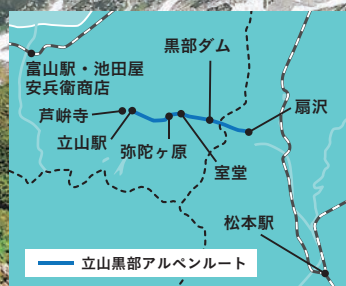 黒部ダム
富山駅・池田屋
安兵衛商店
扇沢
芦峅寺
立山駅
弥陀ヶ原
室堂
松本駅
立山黒部アルペンルート